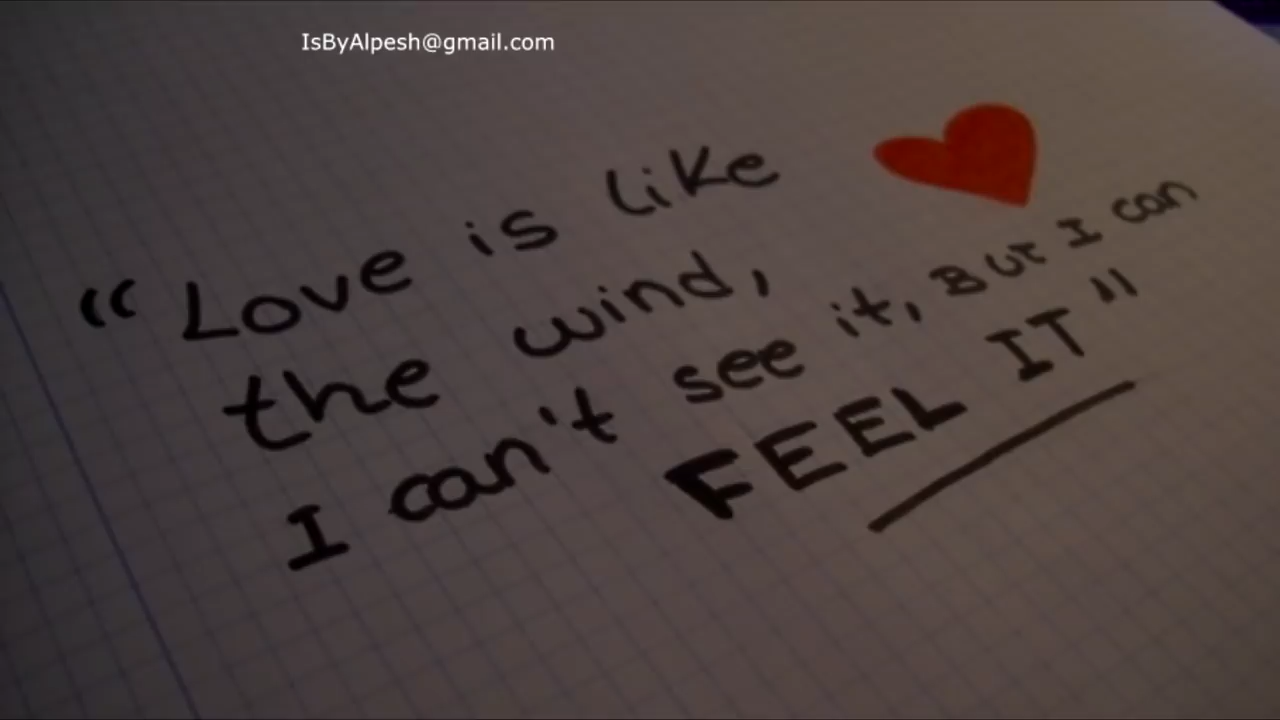 IsByAlpesh@gmail.com
“Love is like
the wind,
I can't see it, But I can
FEEL IT”